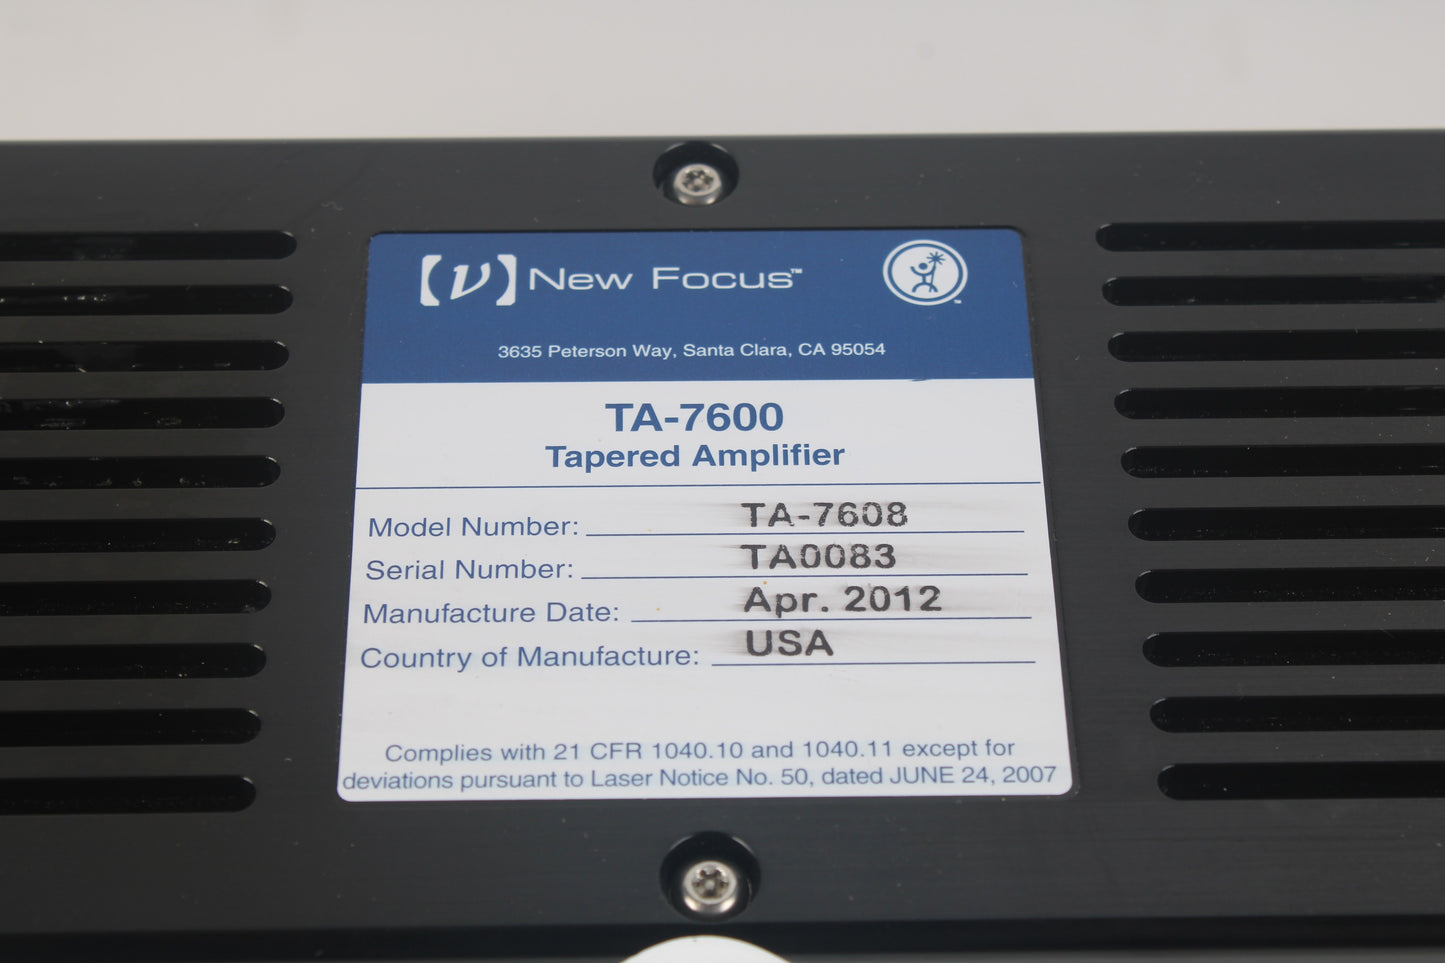 [ν] New Focus™
3635 Peterson Way, Santa Clara, CA 95054
TA-7600
Tapered Amplifier
Model Number: TA-7608
Serial Number: TA0083
Manufacture Date: Apr. 2012
Country of Manufacture: USA
Complies with 21 CFR 1040.10 and 1040.11 except for
deviations pursuant to Laser Notice No. 50, dated JUNE 24, 2007